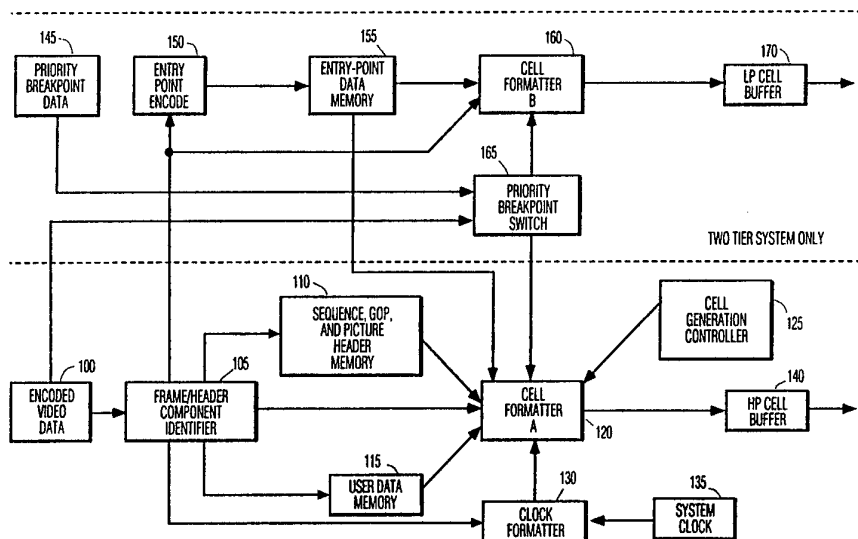 145
PRIORITY
BREAKPOINT
DATA
150
ENTRY
POINT
ENCODE
155
ENTRY-POINT
DATA
MEMORY
160
CELL
FORMATTER
B
170
LP CELL
BUFFER
165
PRIORITY
BREAKPOINT
SWITCH
TWO TIER SYSTEM ONLY
110
SEQUENCE, GOP,
AND PICTURE
HEADER
MEMORY
CELL
GENERATION
CONTROLLER
125
100
ENCODED
VIDEO
DATA
105
FRAME/HEADER
COMPONENT
IDENTIFIER
CELL
FORMATTER
A
120
140
HP CELL
BUFFER
115
USER DATA
MEMORY
130
CLOCK
FORMATTER
135
SYSTEM
CLOCK